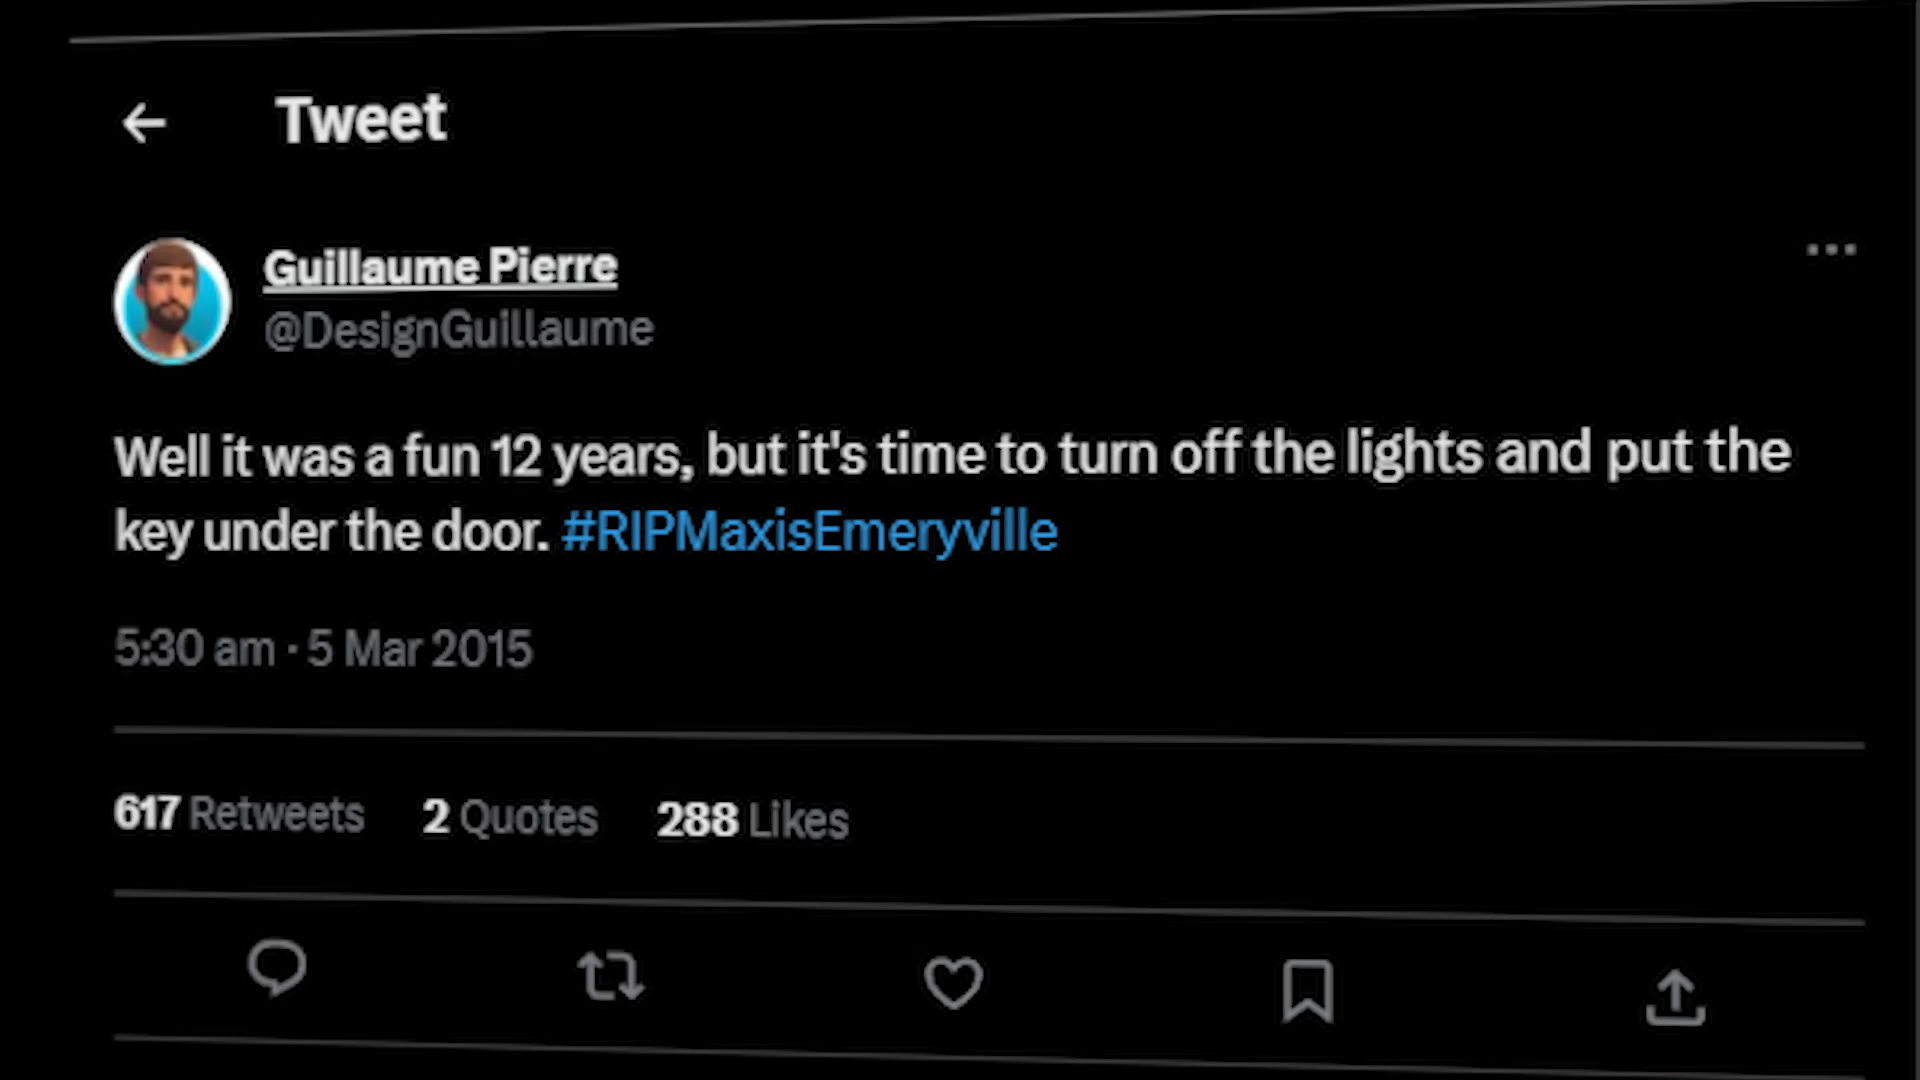 Tweet
Guillaume Pierre
@DesignGuillaume
Well it was a fun 12 years, but it's time to turn off the lights and put the
key under the door. #RIPMaxisEmeryville
5:30 am · 5 Mar 2015
617 Retweets 2 Quotes 288 Likes